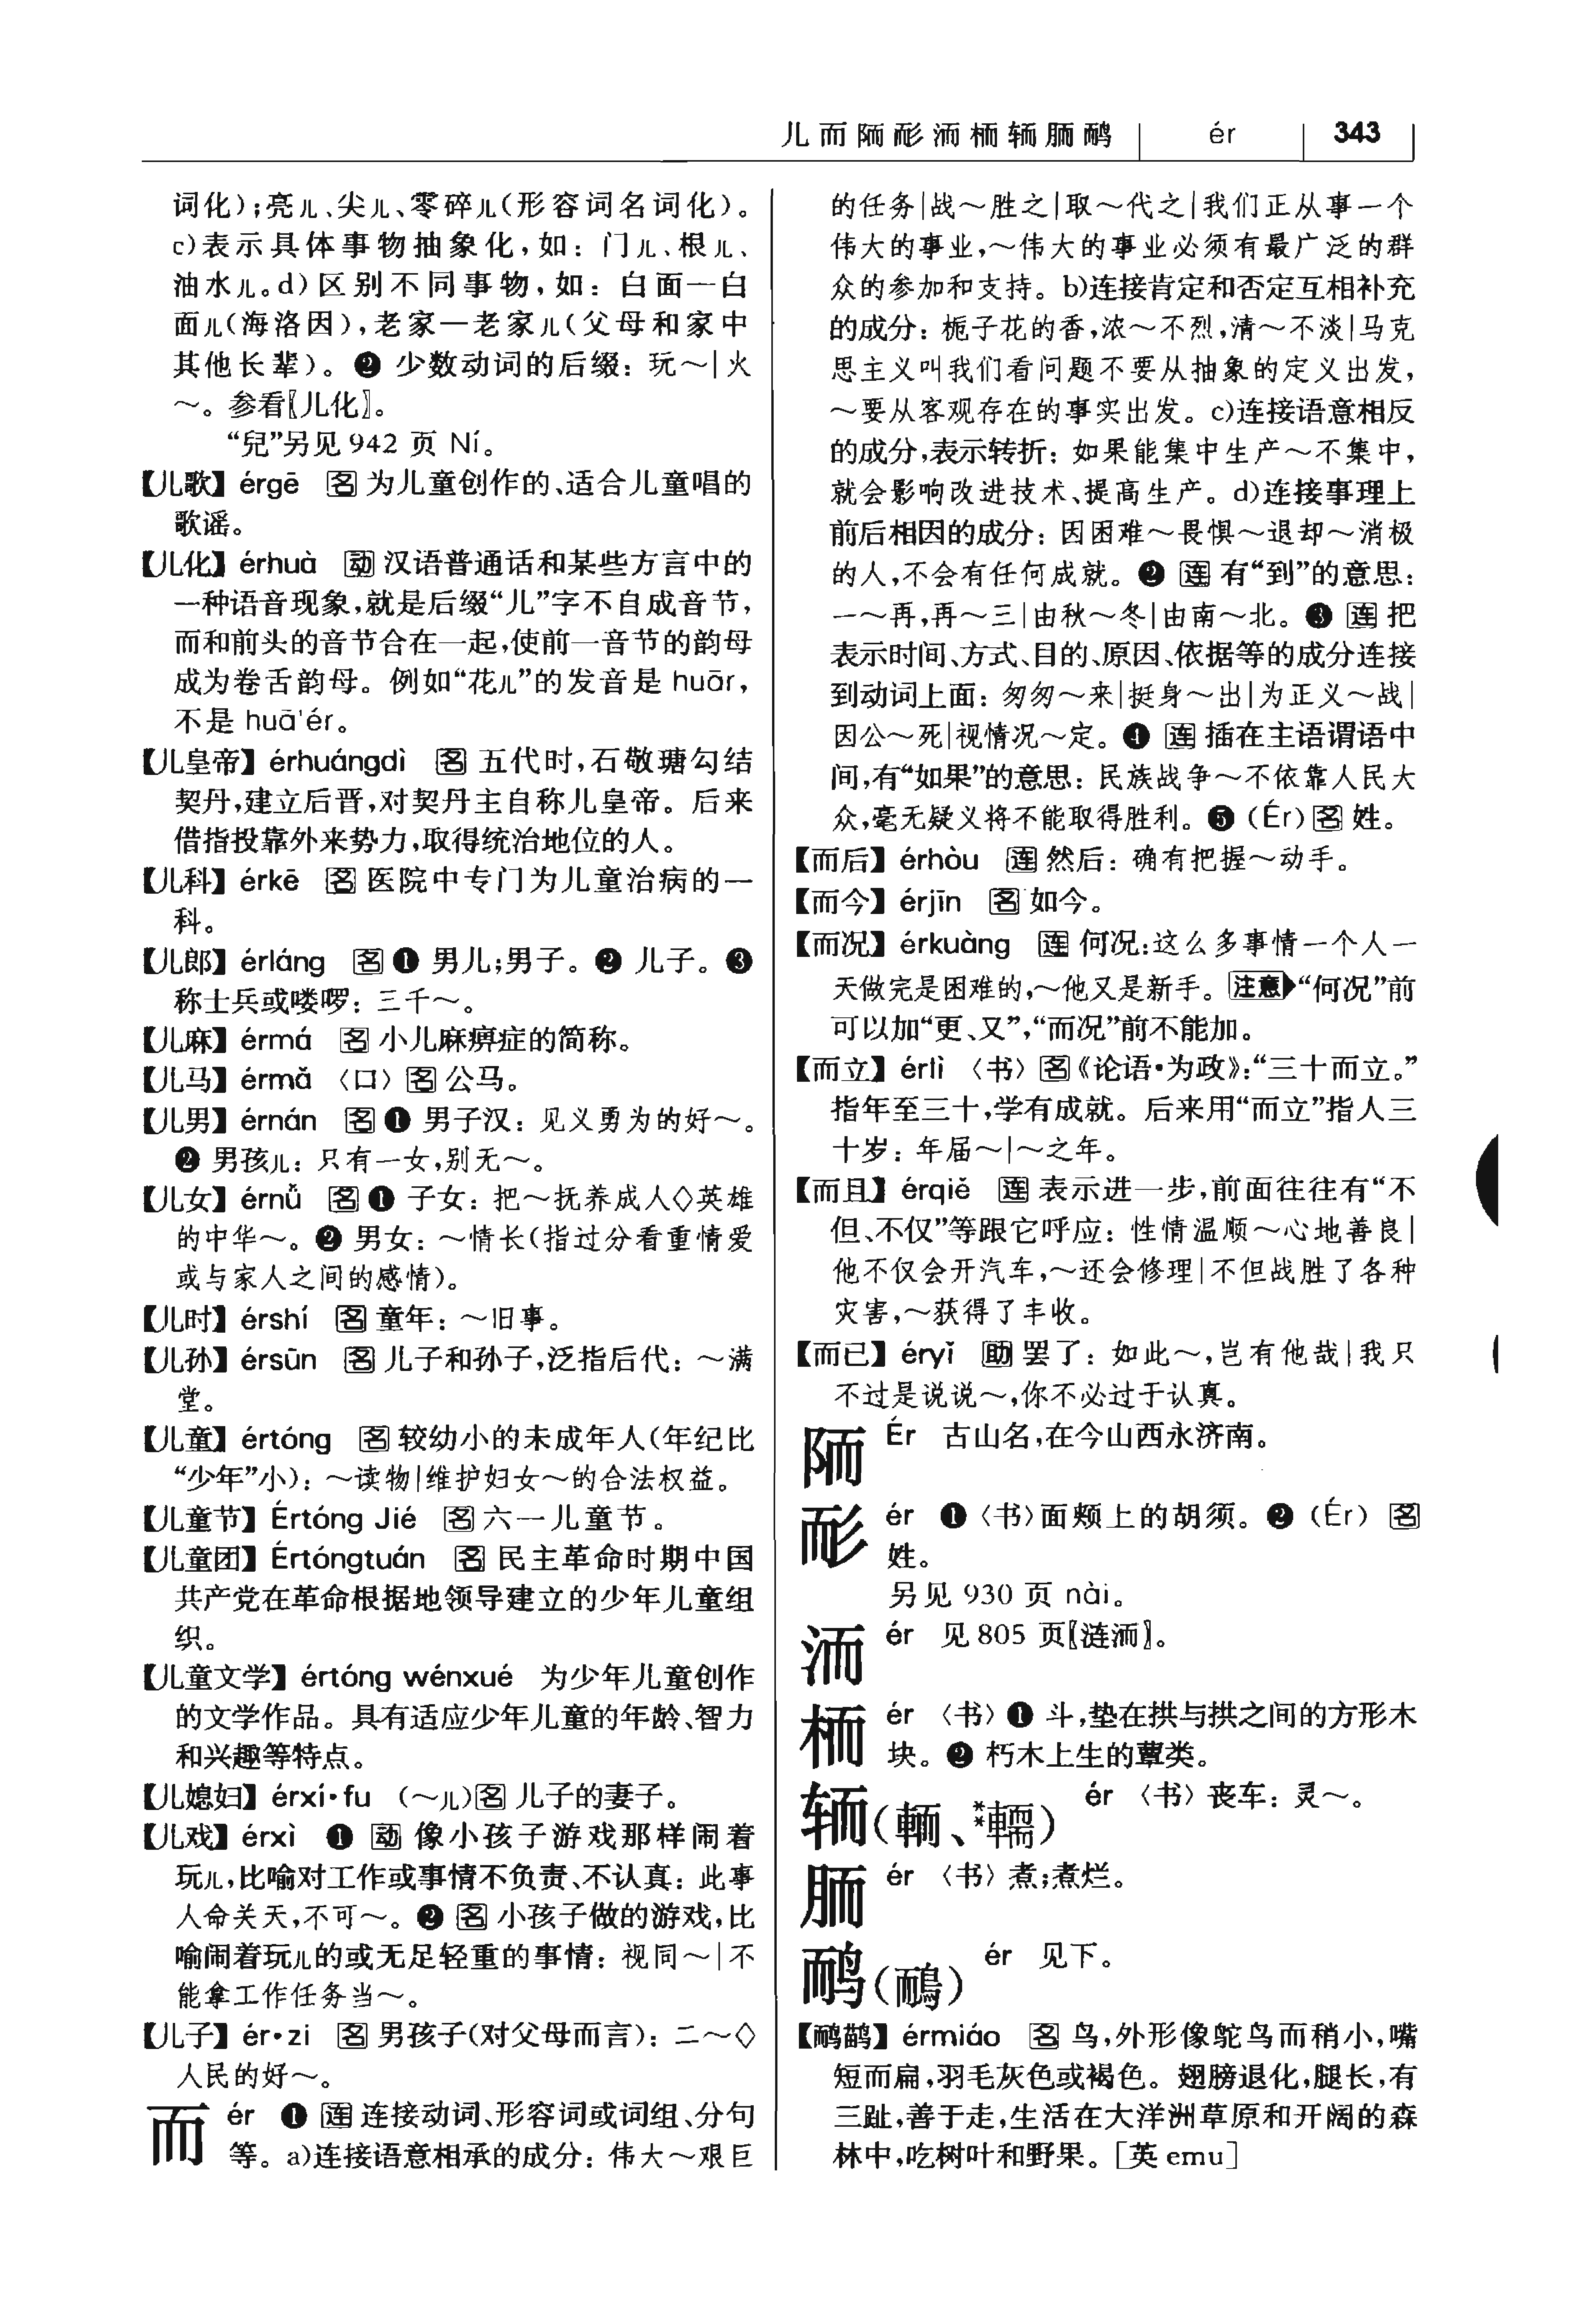 儿而陑耏洏栭轜胹鸸 ér 343
词化);亮儿、尖儿、零碎儿(形容词名词化)。
c)表示具体事物抽象化,如:门儿、根儿、
油水儿。d)区别不同事物,如:白面—白
面儿(海洛因),老家—老家儿(父母和家中
其他长辈)。❷ 少数动词的后缀:玩~|火
~。参看〖儿化〗。
“兒”另见 942 页 Ní。
【儿歌】érgē 名 为儿童创作的、适合儿童唱的
歌谣。
【儿化】érhuà 动 汉语普通话和某些方言中的
一种语音现象,就是后缀“儿”字不自成音节,
而和前头的音节合在一起,使前一音节的韵母
成为卷舌韵母。例如“花儿”的发音是 huār,
不是 huā'ér。
【儿皇帝】érhuángdì 名 五代时,石敬瑭勾结
契丹,建立后晋,对契丹主自称儿皇帝。后来
借指投靠外来势力,取得统治地位的人。
【儿科】érkē 名 医院中专门为儿童治病的一
科。
【儿郎】érláng 名 ❶ 男儿;男子。❷ 儿子。❸
称士兵或喽啰:三千~。
【儿麻】érmá 名 小儿麻痹症的简称。
【儿马】érmǎ 〈口〉名 公马。
【儿男】érnán 名 ❶ 男子汉:见义勇为的好~。
❷ 男孩儿:只有一女,别无~。
【儿女】érnǚ 名 ❶ 子女:把~抚养成人◇英雄
的中华~。❷ 男女:~情长(指过分看重情爱
或与家人之间的感情)。
【儿时】érshí 名 童年:~旧事。
【儿孙】érsūn 名 儿子和孙子,泛指后代:~满
堂。
【儿童】értóng 名 较幼小的未成年人(年纪比
“少年”小):~读物|维护妇女~的合法权益。
【儿童节】Értóng Jié 名 六一儿童节。
【儿童团】Értóngtuán 名 民主革命时期中国
共产党在革命根据地领导建立的少年儿童组
织。
【儿童文学】értóng wénxué 为少年儿童创作
的文学作品。具有适应少年儿童的年龄、智力
和兴趣等特点。
【儿媳妇】érxí·fu (~儿)名 儿子的妻子。
【儿戏】érxì ❶ 动 像小孩子游戏那样闹着
玩儿,比喻对工作或事情不负责、不认真:此事
人命关天,不可~。❷ 名 小孩子做的游戏,比
喻闹着玩儿的或无足轻重的事情:视同~|不
能拿工作任务当~。
【儿子】ér·zi 名 男孩子(对父母而言):二~◇
人民的好~。
而 ér ❶ 连 连接动词、形容词或词组、分句
等。a)连接语意相承的成分:伟大~艰巨
的任务|战~胜之|取~代之|我们正从事一个
伟大的事业,~伟大的事业必须有最广泛的群
众的参加和支持。b)连接肯定和否定互相补充
的成分:栀子花的香,浓~不烈,清~不淡|马克
思主义叫我们看问题不要从抽象的定义出发,
~要从客观存在的事实出发。c)连接语意相反
的成分,表示转折:如果能集中生产~不集中,
就会影响改进技术、提高生产。d)连接事理上
前后相因的成分:因困难~畏惧~退却~消极
的人,不会有任何成就。❷ 连 有“到”的意思:
一~再,再~三|由秋~冬|由南~北。❸ 连 把
表示时间、方式、目的、原因、依据等的成分连接
到动词上面:匆匆~来|挺身~出|为正义~战|
因公~死|视情况~定。❹ 连 插在主语谓语中
间,有“如果”的意思:民族战争~不依靠人民大
众,毫无疑义将不能取得胜利。❺ (Ér)名 姓。
【而后】érhòu 连 然后:确有把握~动手。
【而今】érjīn 名 如今。
【而况】érkuàng 连 何况:这么多事情一个人一
天做完是困难的,~他又是新手。注意▶“何况”前
可以加“更、又”,“而况”前不能加。
【而立】érlì 〈书〉名《论语·为政》:“三十而立。”
指年至三十,学有成就。后来用“而立”指人三
十岁:年届~|~之年。
【而且】érqiě 连 表示进一步,前面往往有“不
但、不仅”等跟它呼应:性情温顺~心地善良|
他不仅会开汽车,~还会修理|不但战胜了各种
灾害,~获得了丰收。
【而已】éryǐ 助 罢了:如此~,岂有他哉|我只
不过是说说~,你不必过于认真。
陑 Ér 古山名,在今山西永济南。
耏 ér ❶〈书〉面颊上的胡须。❷ (Ér) 名
姓。
另见 930 页 nài。
洏 ér 见 805 页〖涟洏〗。
栭 ér 〈书〉❶ 斗,垫在拱与拱之间的方形木
块。❷ 朽木上生的蕈类。
𫐌(輀、**轜) ér 〈书〉丧车:灵~。
胹 ér 〈书〉煮;煮烂。
鸸(鴯) ér 见下。
【鸸鹋】érmiáo 名 鸟,外形像鸵鸟而稍小,嘴
短而扁,羽毛灰色或褐色。翅膀退化,腿长,有
三趾,善于走,生活在大洋洲草原和开阔的森
林中,吃树叶和野果。[英 emu]